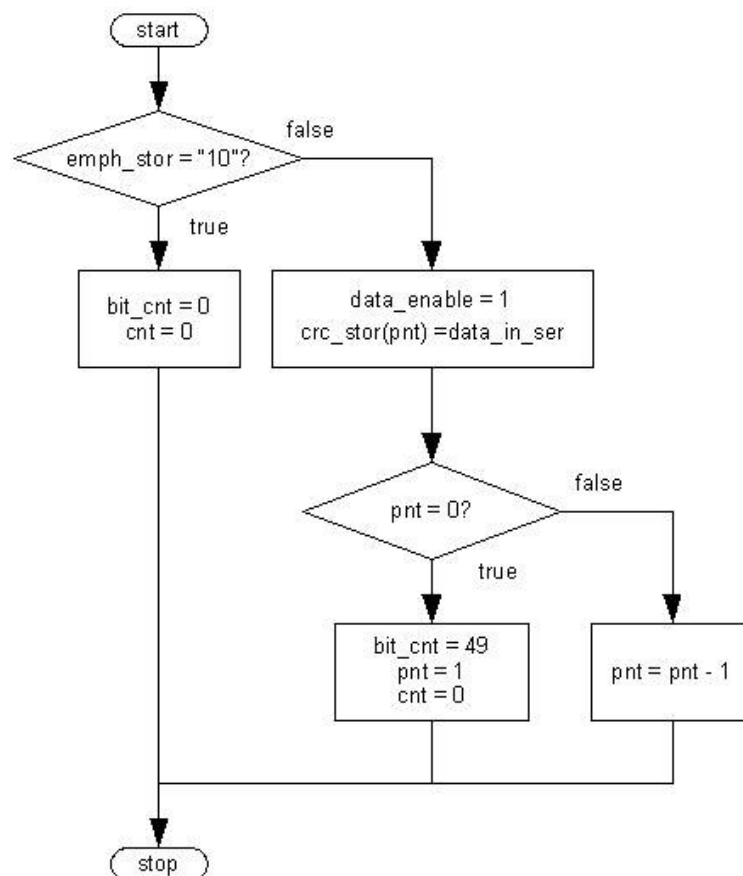 start
emph_stor = "10"?
false
true
bit_cnt = 0
cnt = 0
data_enable = 1
crc_stor(pnt) =data_in_ser
pnt = 0?
false
true
bit_cnt = 49
pnt = 1
cnt = 0
pnt = pnt - 1
stop